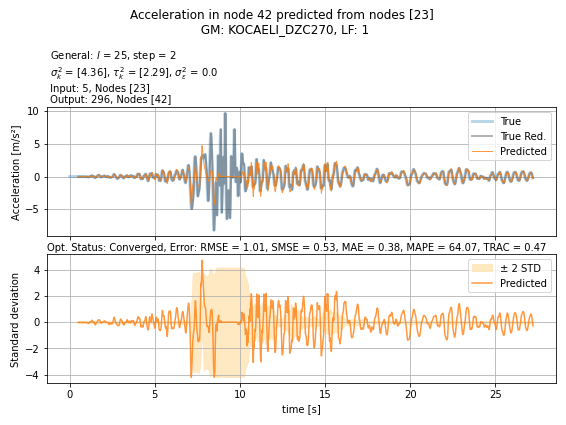 Acceleration in node 42 predicted from nodes [23]
GM: KOCAELI_DZC270, LF: 1
General: l = 25, step = 2
σ²ₖ = [4.36], τ²ₖ = [2.29], σ²ε = 0.0
Input: 5, Nodes [23]
Output: 296, Nodes [42]
Acceleration [m/s²]
10
5
0
−5
True
True Red.
Predicted
Opt. Status: Converged, Error: RMSE = 1.01, SMSE = 0.53, MAE = 0.38, MAPE = 64.07, TRAC = 0.47
Standard deviation
4
2
0
−2
−4
± 2 STD
Predicted
0 5 10 15 20 25
time [s]